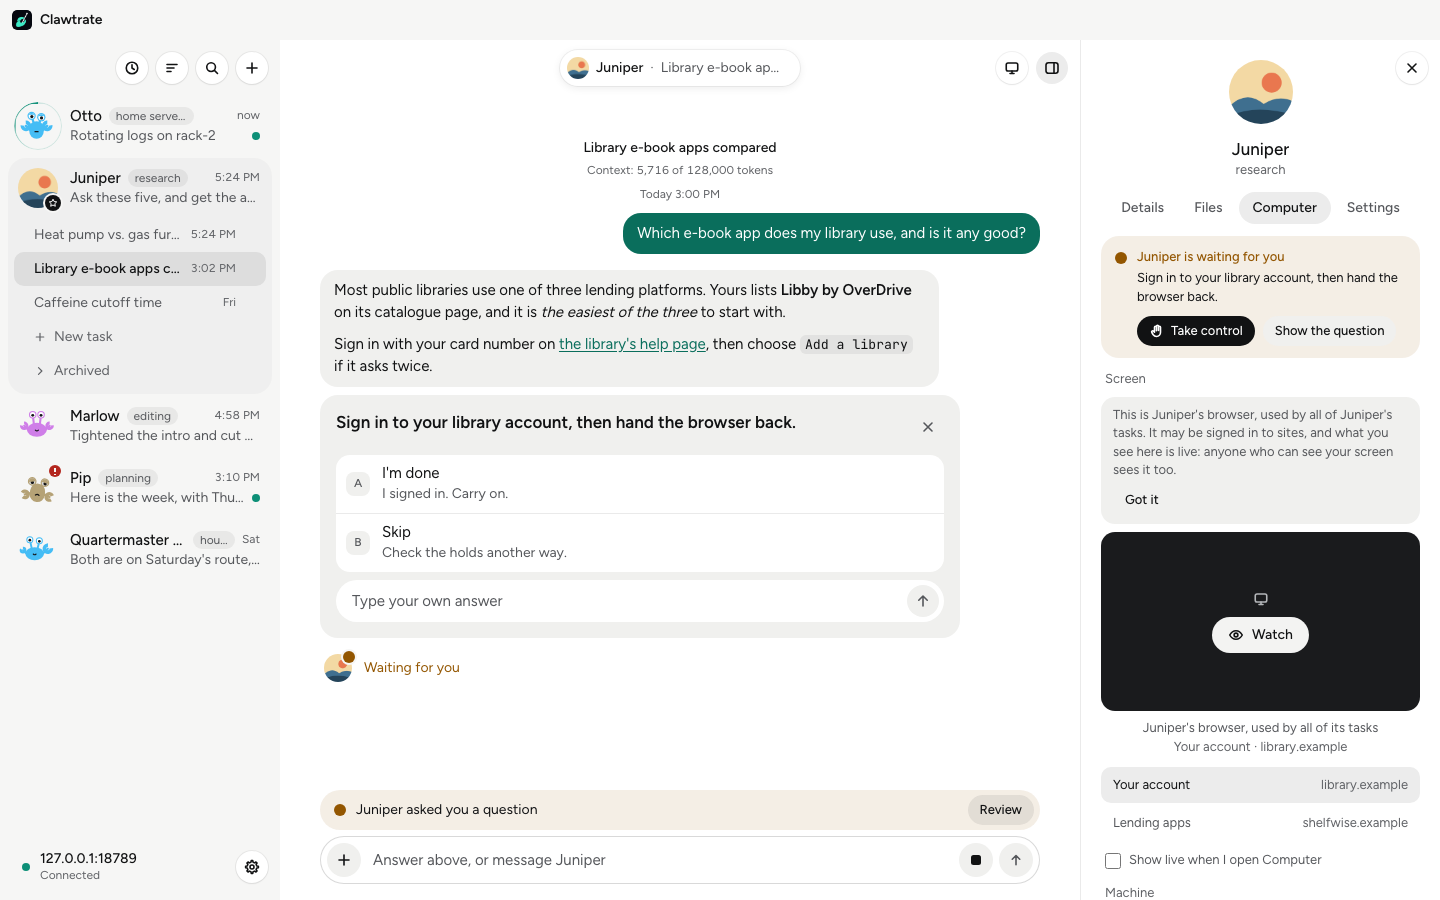 Clawtrate
Otto home serve... now
Rotating logs on rack-2
Juniper research 5:24 PM
Ask these five, and get the a...
Heat pump vs. gas fur... 5:24 PM
Library e-book apps c... 3:02 PM
Caffeine cutoff time Fri
New task
Archived
Marlow editing 4:58 PM
Tightened the intro and cut ...
Pip planning 3:10 PM
Here is the week, with Thu...
Quartermaster ... hou... Sat
Both are on Saturday's route,...
127.0.0.1:18789
Connected
Juniper · Library e-book ap...
Library e-book apps compared
Context: 5,716 of 128,000 tokens
Today 3:00 PM
Which e-book app does my library use, and is it any good?
Most public libraries use one of three lending platforms. Yours lists Libby by OverDrive
on its catalogue page, and it is the easiest of the three to start with.
Sign in with your card number on the library's help page, then choose Add a library
if it asks twice.
Sign in to your library account, then hand the browser back.
A I'm done
I signed in. Carry on.
B Skip
Check the holds another way.
Type your own answer
Waiting for you
Juniper asked you a question Review
Answer above, or message Juniper
Juniper
research
Details Files Computer Settings
Juniper is waiting for you
Sign in to your library account, then hand the
browser back.
Take control Show the question
Screen
This is Juniper's browser, used by all of Juniper's
tasks. It may be signed in to sites, and what you
see here is live: anyone who can see your screen
sees it too.
Got it
Watch
Juniper's browser, used by all of its tasks
Your account · library.example
Your account library.example
Lending apps shelfwise.example
Show live when I open Computer
Machine